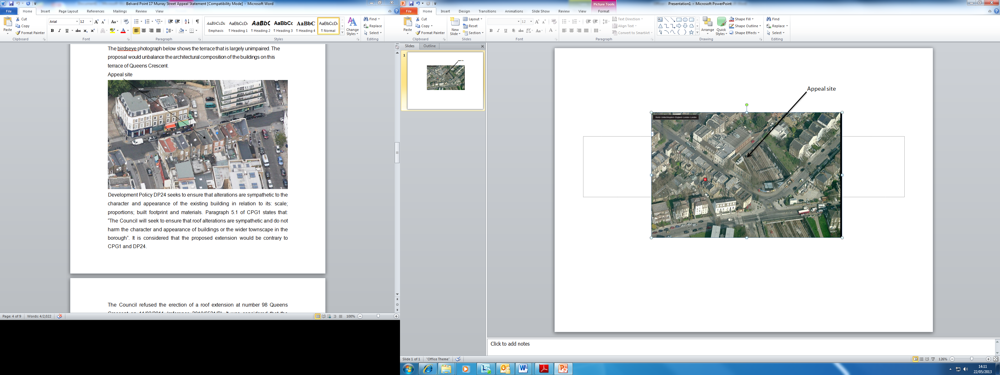 Belvard Point 17 Murray Street Appeal Statement [Compatibility Mode] - Microsoft Word
File Home Insert Page Layout References Mailings Review View
Paste
Cut
Copy
Format Painter
Clipboard
Arial 12
Font
Paragraph
AaBbCcDc AaBbCcDc AaBbC AaBbCc AaBbC AaBbCcDc
Emphasis ¶ Heading 1 ¶ Heading 2 ¶ Heading 3 ¶ Heading 4 ¶ Normal
Change Styles
Styles
Find
Replace
Select
Editing
The birdseye photograph below shows the terrace that is largely unimpaired. The
proposal would unbalance the architectural composition of the buildings on this
terrace of Queens Crescent.
Appeal site
Development Policy DP24 seeks to ensure that alterations are sympathetic to the
character and appearance of the existing building in relation to its: scale;
proportions; built footprint and materials. Paragraph 5.1 of CPG1 states that:
“The Council will seek to ensure that roof alterations are sympathetic and do not
harm the character and appearance of buildings or the wider townscape in the
borough”. It is considered that the proposed extension would be contrary to
CPG1 and DP24.
The Council refused the erection of a roof extension at number 98 Queens
Page: 4 of 9 Words: 4/2,022 100%
Presentation1 - Microsoft PowerPoint
Picture Tools
File Home Insert Design Transitions Animations Slide Show Review View Format
Paste
Cut
Copy
Format Painter
Clipboard
New Slide
Layout
Reset
Section
Slides
12
Font
Text Direction
Align Text
Convert to SmartArt
Paragraph
Arrange
Quick Styles
Shape Fill
Shape Outline
Shape Effects
Drawing
Find
Replace
Select
Editing
Slides Outline
1
Appeal site
World • United Kingdom • England • London • London
Click to add notes
Slide 1 of 1 "Office Theme" 126%
14:11
22/05/2013